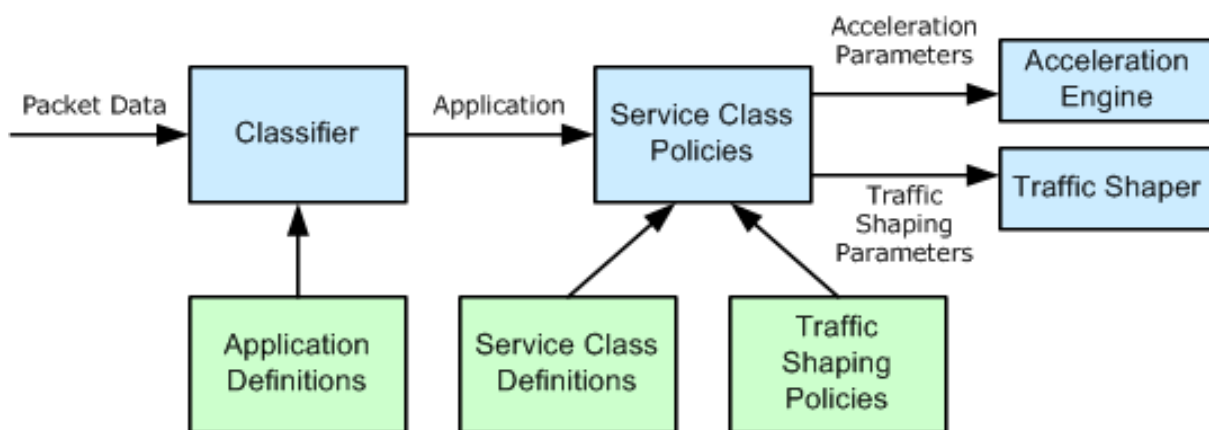 Packet Data
Classifier
Application
Service Class
Policies
Acceleration
Parameters
Acceleration
Engine
Traffic
Shaping
Parameters
Traffic Shaper
Application
Definitions
Service Class
Definitions
Traffic
Shaping
Policies